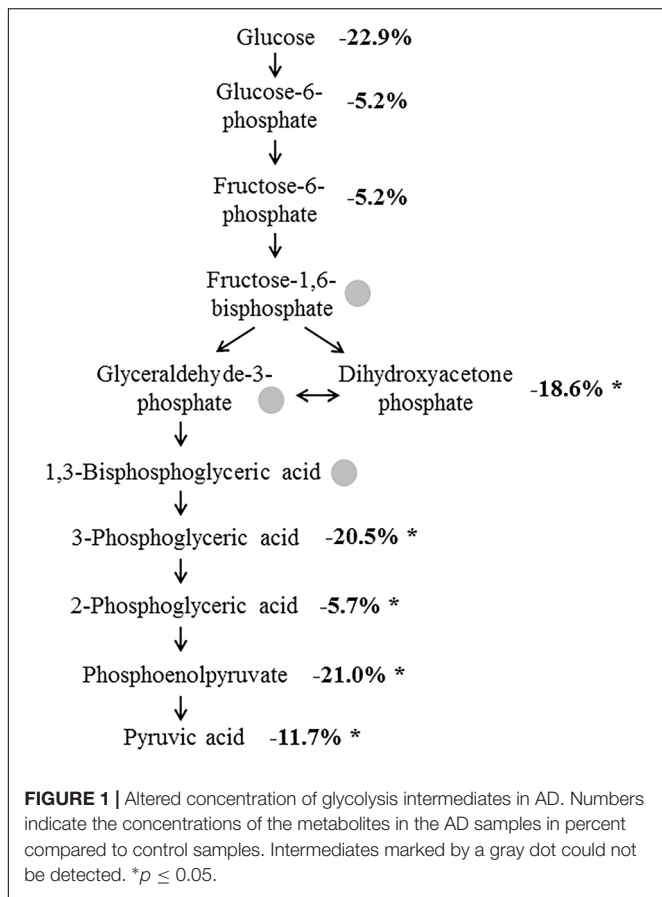 Glucose -22.9%
Glucose-6-
phosphate -5.2%
Fructose-6-
phosphate -5.2%
Fructose-1,6-
bisphosphate
Glyceraldehyde-3-
phosphate
Dihydroxyacetone
phosphate -18.6% *
1,3-Bisphosphoglyceric acid
3-Phosphoglyceric acid -20.5% *
2-Phosphoglyceric acid -5.7% *
Phosphoenolpyruvate -21.0% *
Pyruvic acid -11.7% *
FIGURE 1 | Altered concentration of glycolysis intermediates in AD. Numbers
indicate the concentrations of the metabolites in the AD samples in percent
compared to control samples. Intermediates marked by a gray dot could not
be detected. *p ≤ 0.05.